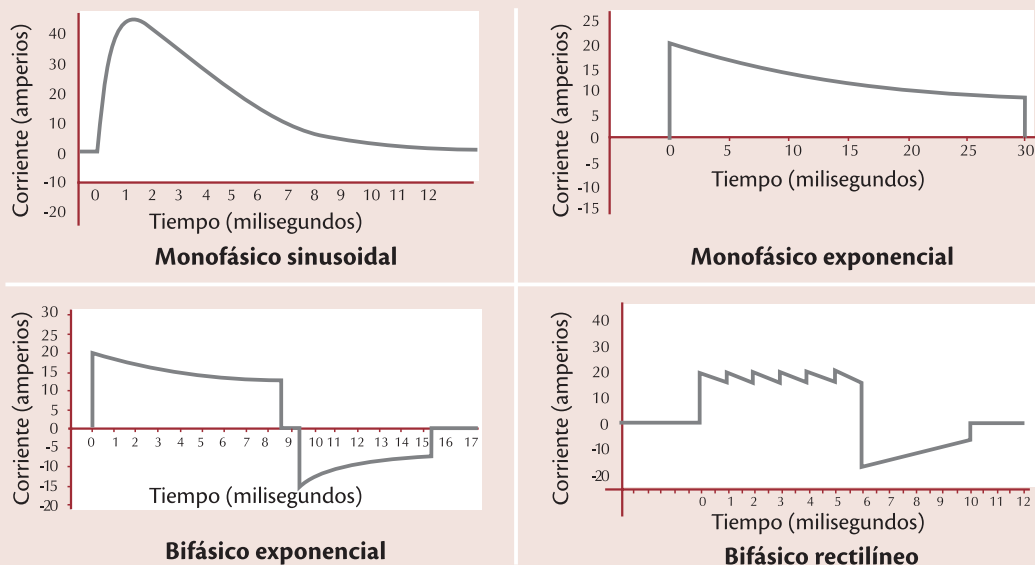 Corriente (amperios)
40
30
20
10
0
-10
-20
0 1 2 3 4 5 6 7 8 9 10 11 12
Tiempo (milisegundos)
Monofásico sinusoidal
Corriente (amperios)
25
20
15
10
5
0
-5
-10
-15
0 5 10 15 20 25 30
Tiempo (milisegundos)
Monofásico exponencial
Corriente (amperios)
30
25
20
15
10
5
0
-5
-10
-15
-20
0 1 2 3 4 5 6 7 8 9 10 11 12 13 14 15 16 17
Tiempo (milisegundos)
Bifásico exponencial
Corriente (amperios)
40
30
20
10
0
-10
-20
0 1 2 3 4 5 6 7 8 9 10 11 12
Tiempo (milisegundos)
Bifásico rectilíneo